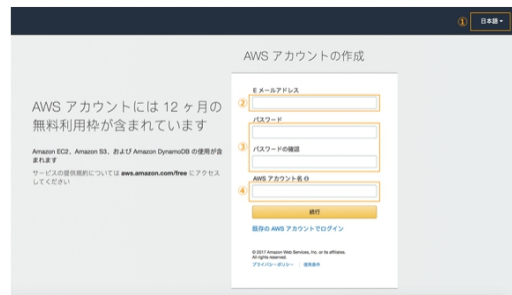 ① 日本語
AWS アカウントの作成
AWS アカウントには 12 ヶ月の
無料利用枠が含まれています
Amazon EC2、Amazon S3、および Amazon DynamoDB の使用が含
まれます
サービスの提供規約については aws.amazon.com/free にアクセス
してください
E メールアドレス
②
パスワード
③
パスワードの確認
AWS アカウント名
④
続行
既存の AWS アカウントでログイン
© 2017 Amazon Web Services, Inc. or its affiliates.
All rights reserved.
プライバシーポリシー | 使用条件